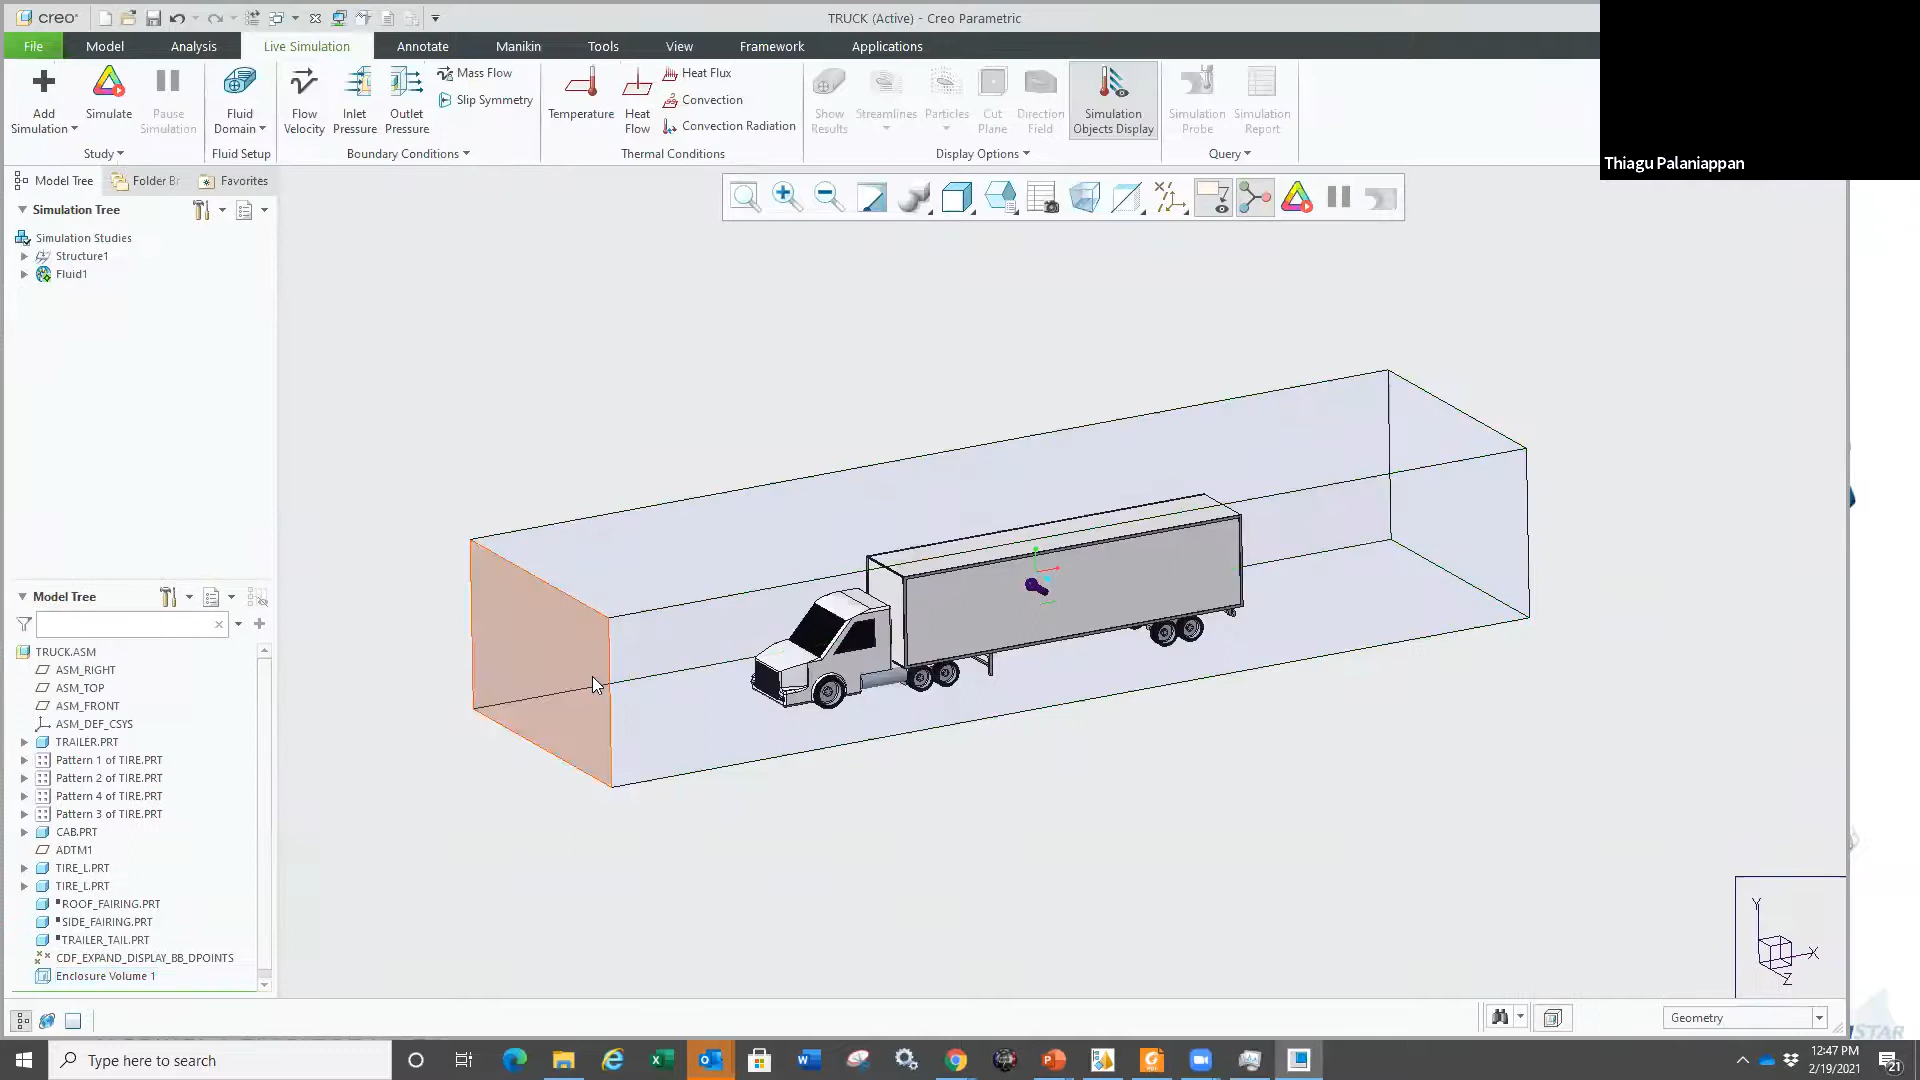 creo
TRUCK (Active) - Creo Parametric
File
Model
Analysis
Live Simulation
Annotate
Manikin
Tools
View
Framework
Applications
Add
Simulation
Simulate
Pause
Simulation
Fluid
Domain
Flow
Velocity
Inlet
Pressure
Outlet
Pressure
Mass Flow
Slip Symmetry
Temperature
Heat
Flow
Heat Flux
Convection
Convection Radiation
Show
Results
Streamlines
Particles
Cut
Plane
Direction
Field
Simulation
Objects Display
Simulation
Probe
Simulation
Report
Study
Fluid Setup
Boundary Conditions
Thermal Conditions
Display Options
Query
Thiagu Palaniappan
Model Tree
Folder Br
Favorites
Simulation Tree
Simulation Studies
Structure1
Fluid1
Model Tree
TRUCK.ASM
ASM_RIGHT
ASM_TOP
ASM_FRONT
ASM_DEF_CSYS
TRAILER.PRT
Pattern 1 of TIRE.PRT
Pattern 2 of TIRE.PRT
Pattern 4 of TIRE.PRT
Pattern 3 of TIRE.PRT
CAB.PRT
ADTM1
TIRE_L.PRT
TIRE_L.PRT
ROOF_FAIRING.PRT
SIDE_FAIRING.PRT
TRAILER_TAIL.PRT
CDF_EXPAND_DISPLAY_BB_DPOINTS
Enclosure Volume 1
Y
X
Z
Geometry
STAR
Type here to search
12:47 PM
2/19/2021
21